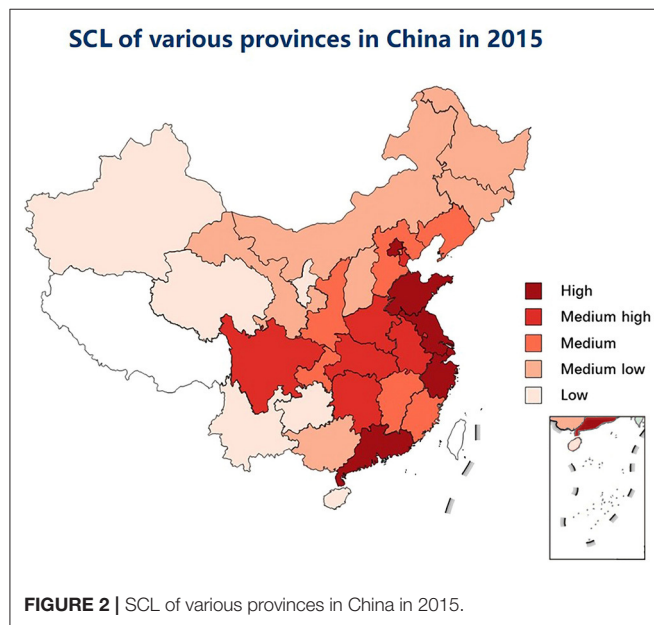 SCL of various provinces in China in 2015
High
Medium high
Medium
Medium low
Low
FIGURE 2 | SCL of various provinces in China in 2015.